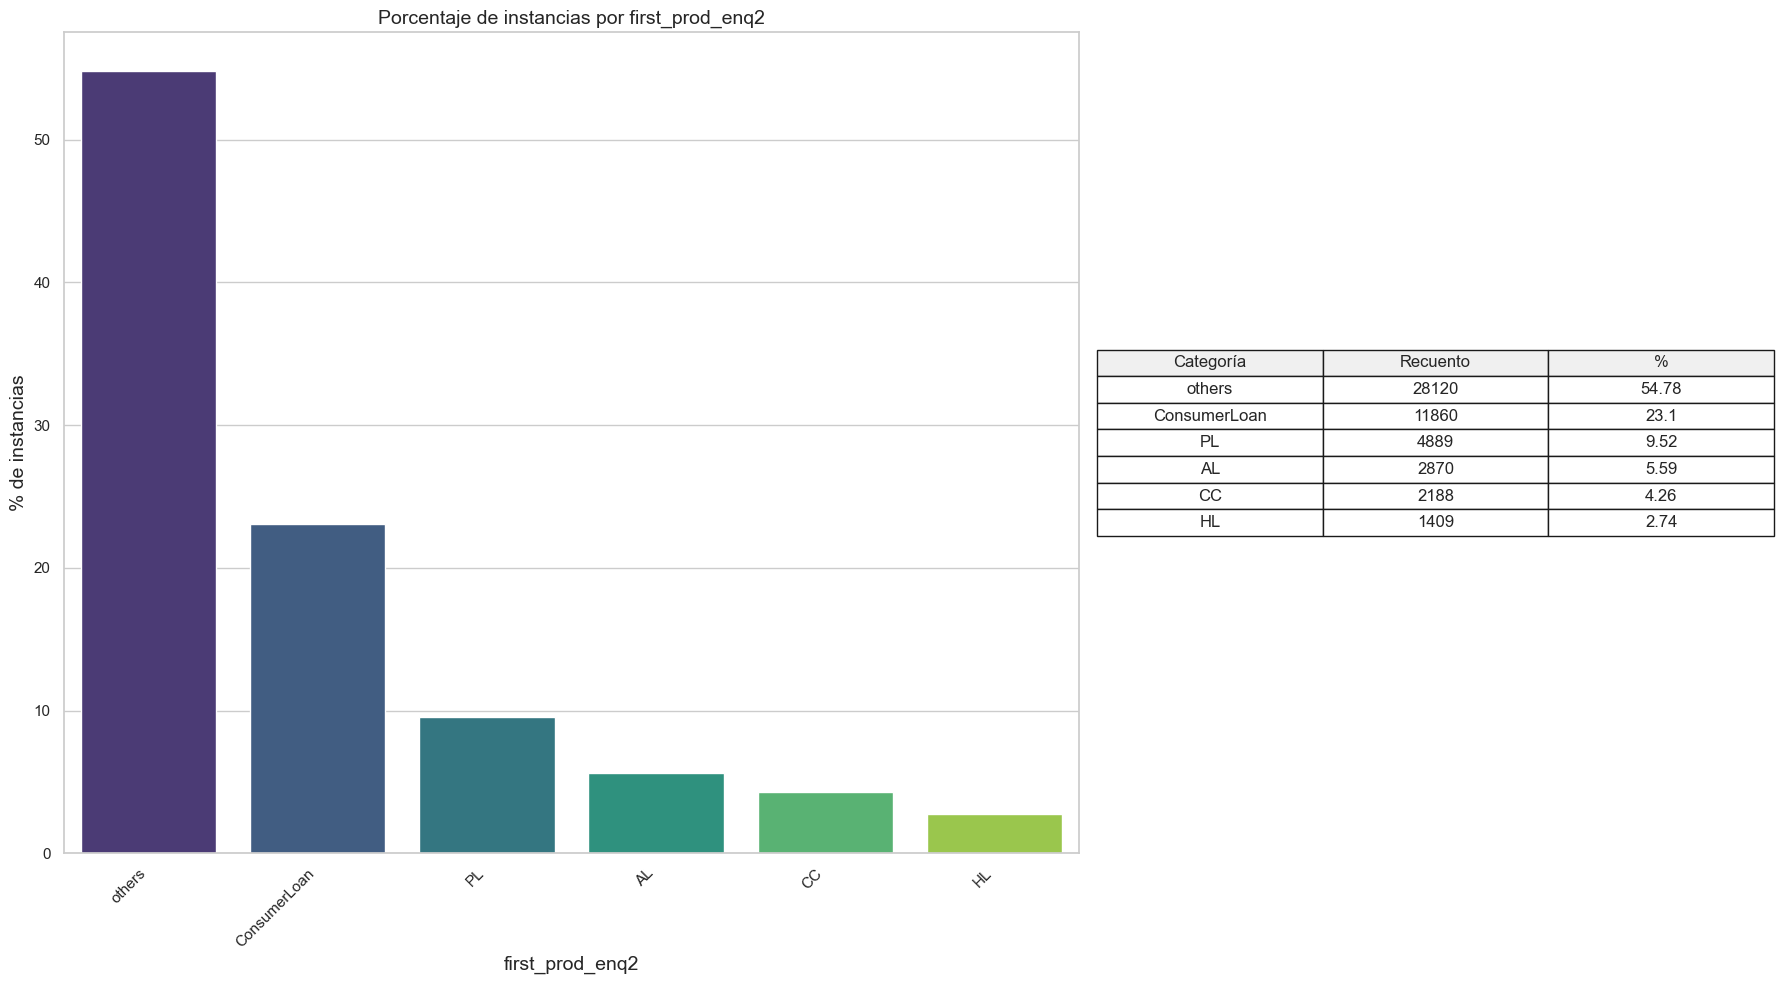 Porcentaje de instancias por first_prod_enq2
% de instancias
50
40
30
20
10
0
others
ConsumerLoan
PL
AL
CC
HL
first_prod_enq2
Categoría Recuento %
others 28120 54.78
ConsumerLoan 11860 23.1
PL 4889 9.52
AL 2870 5.59
CC 2188 4.26
HL 1409 2.74